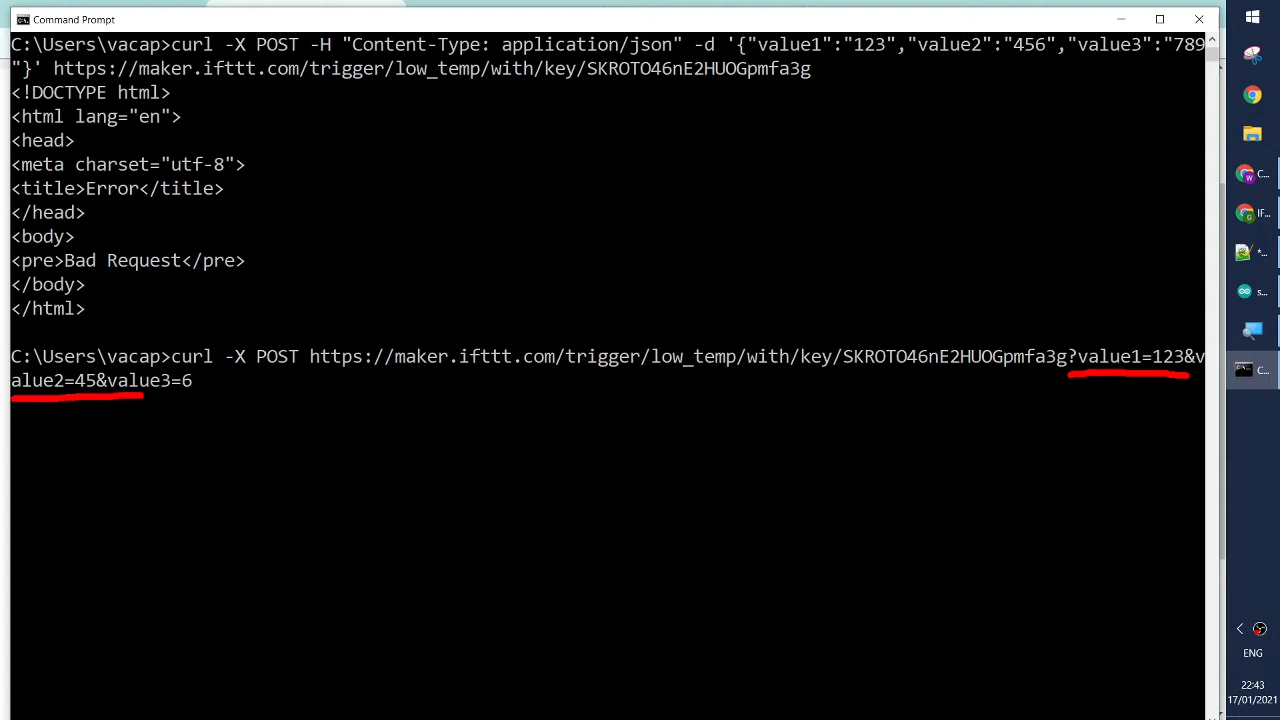 Command Prompt
C:\Users\vacap>curl -X POST -H "Content-Type: application/json" -d '{"value1":"123","value2":"456","value3":"789
"}' https://maker.ifttt.com/trigger/low_temp/with/key/SKROTO46nE2HUOGpmfa3g
<!DOCTYPE html>
<html lang="en">
<head>
<meta charset="utf-8">
<title>Error</title>
</head>
<body>
<pre>Bad Request</pre>
</body>
</html>
C:\Users\vacap>curl -X POST https://maker.ifttt.com/trigger/low_temp/with/key/SKROTO46nE2HUOGpmfa3g?value1=123&v
alue2=45&value3=6
C...
IF...
*...
s...
C...
ENG
22:43
17/01/2021